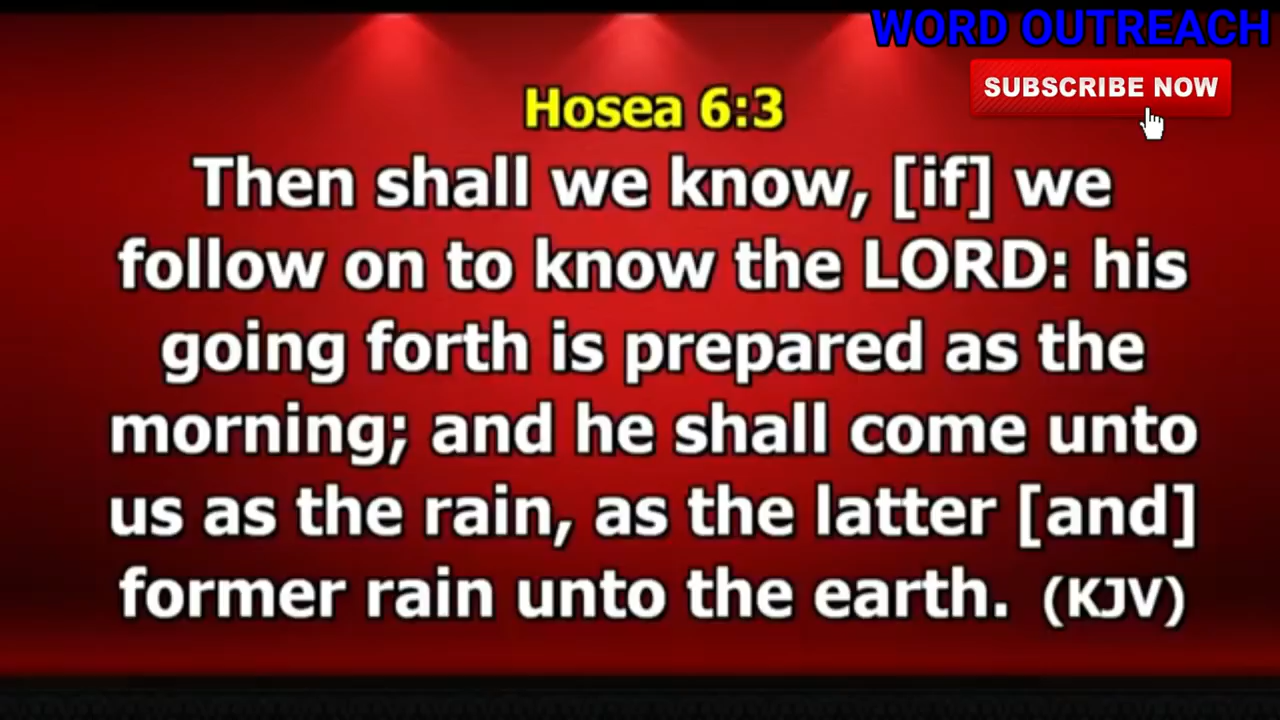 WORD OUTREACH
SUBSCRIBE NOW
Hosea 6:3
Then shall we know, [if] we
follow on to know the LORD: his
going forth is prepared as the
morning; and he shall come unto
us as the rain, as the latter [and]
former rain unto the earth. (KJV)